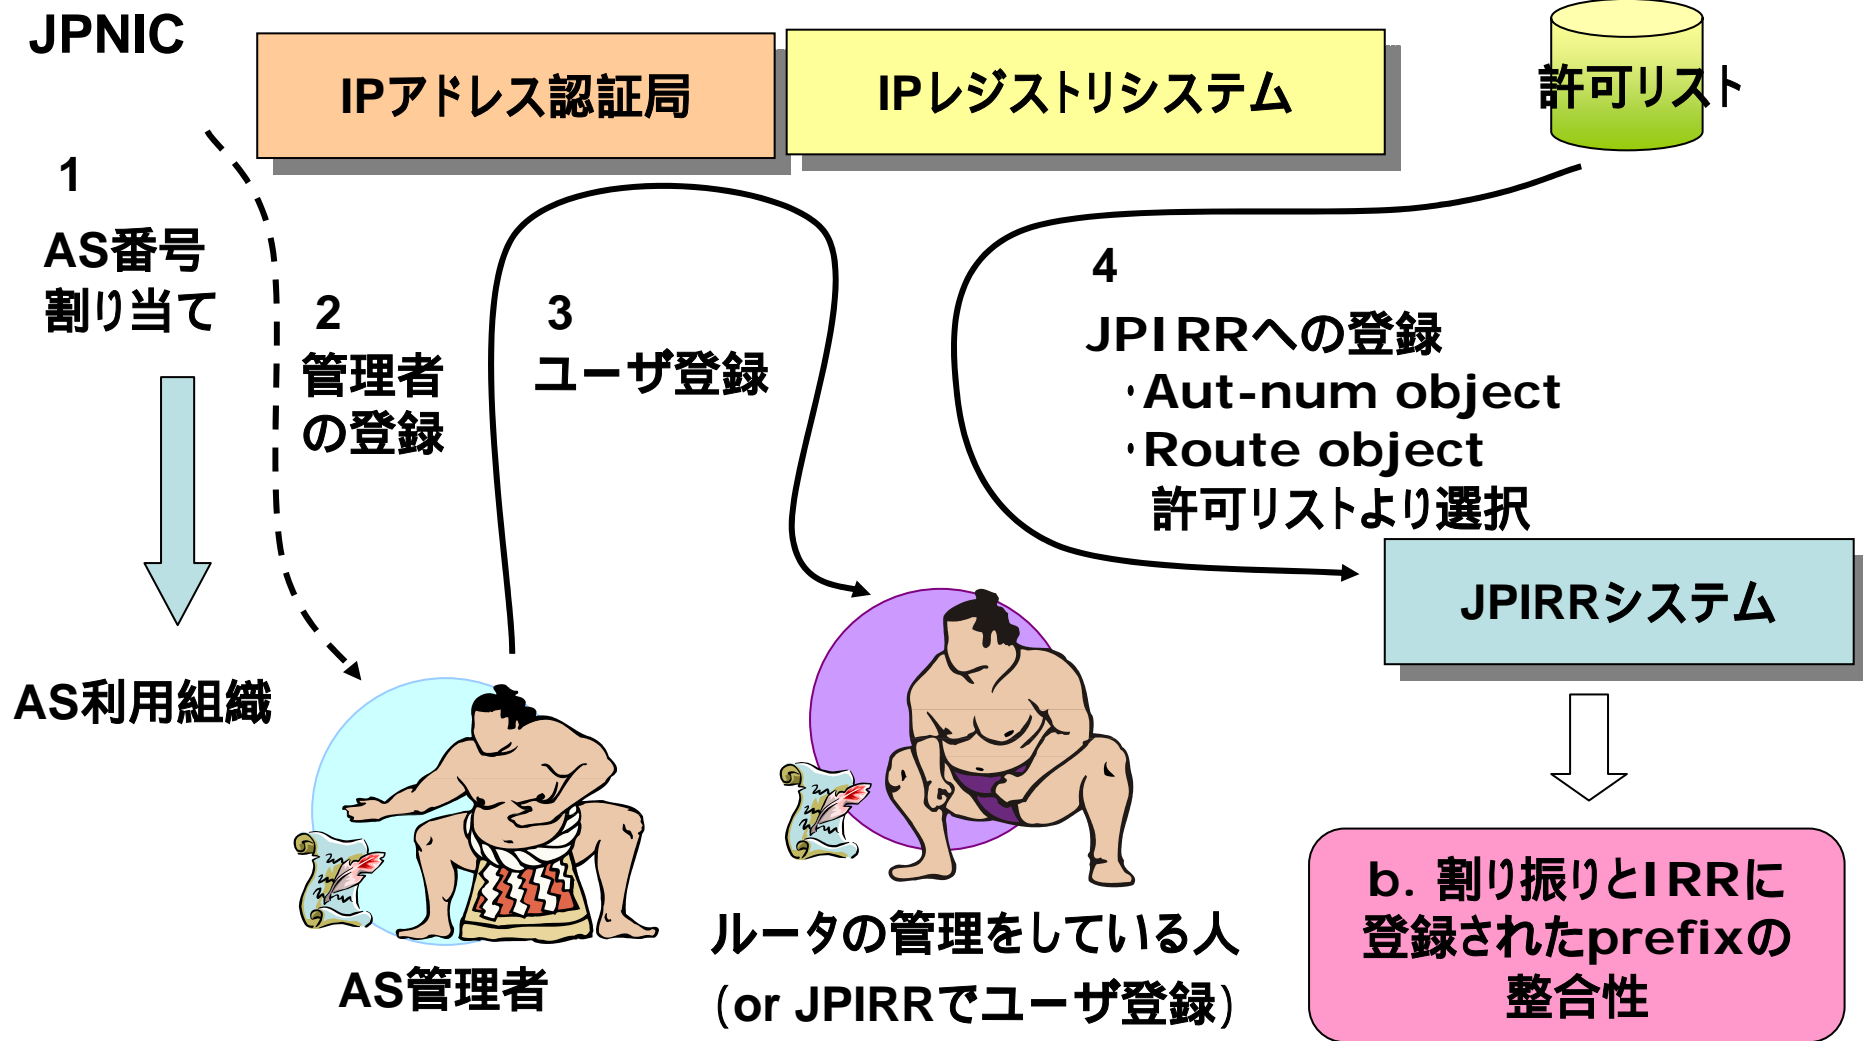 JPNIC
IPアドレス認証局
IPレジストリシステム
許可リスト
1
AS番号
割り当て
2
管理者
の登録
3
ユーザ登録
4
JPIRRへの登録
・Aut-num object
・Route object
許可リストより選択
JPIRRシステム
AS利用組織
AS管理者
ルータの管理をしている人
(or JPIRRでユーザ登録)
b. 割り振りとIRRに
登録されたprefixの
整合性